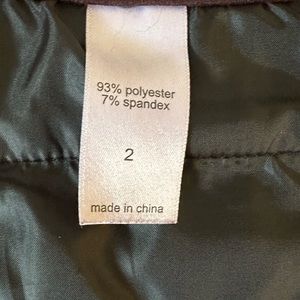 93% polyester
7% spandex
2
made in china